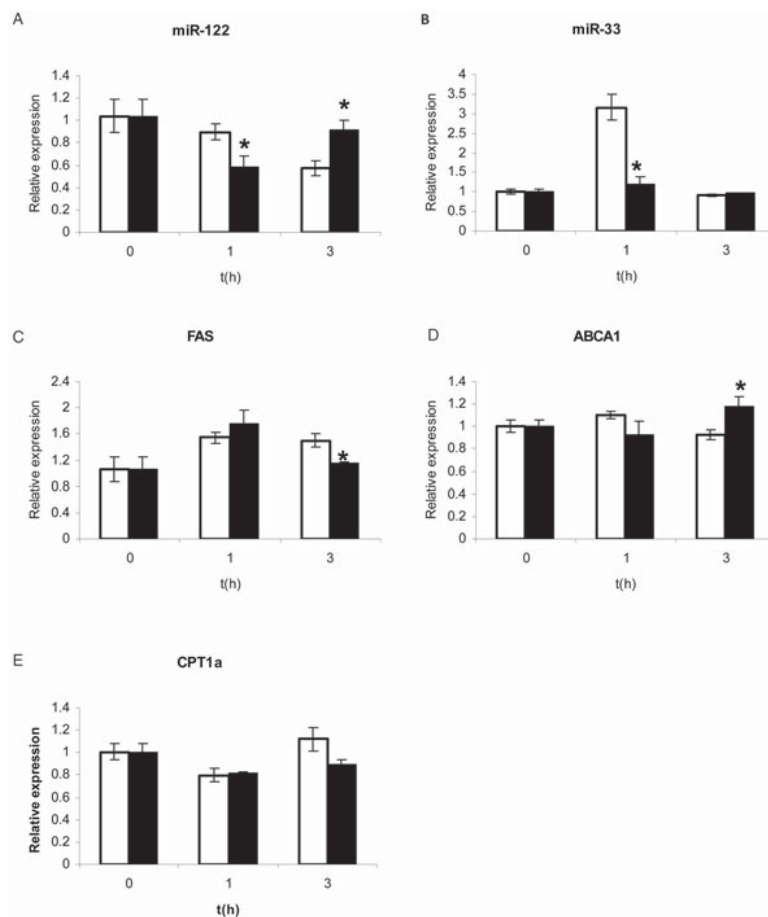 A
miR-122
Relative expression
1.4
1.2
1
0.8
0.6
0.4
0.2
0
*
*
0 1 3
t(h)
B
miR-33
Relative expression
4
3.5
3
2.5
2
1.5
1
0.5
0
*
0 1 3
t(h)
C
FAS
Relative expression
2.4
2
1.6
1.2
0.8
0.4
0
*
0 1 3
t(h)
D
ABCA1
Relative expression
1.4
1.2
1
0.8
0.6
0.4
0.2
0
*
0 1 3
t(h)
E
CPT1a
Relative expression
1.4
1.2
1
0.8
0.6
0.4
0.2
0
0 1 3
t(h)